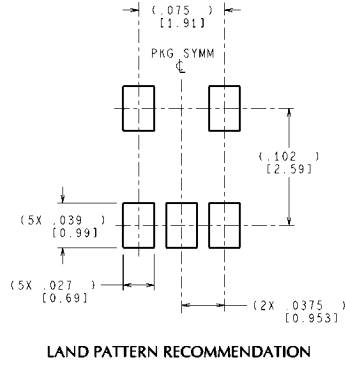 (.075 )
[1.91]
PKG SYMM
℄
(.102 )
[2.59]
(5X .039 )
[0.99]
(5X .027 )
[0.69]
(2X .0375 )
[0.953]
LAND PATTERN RECOMMENDATION